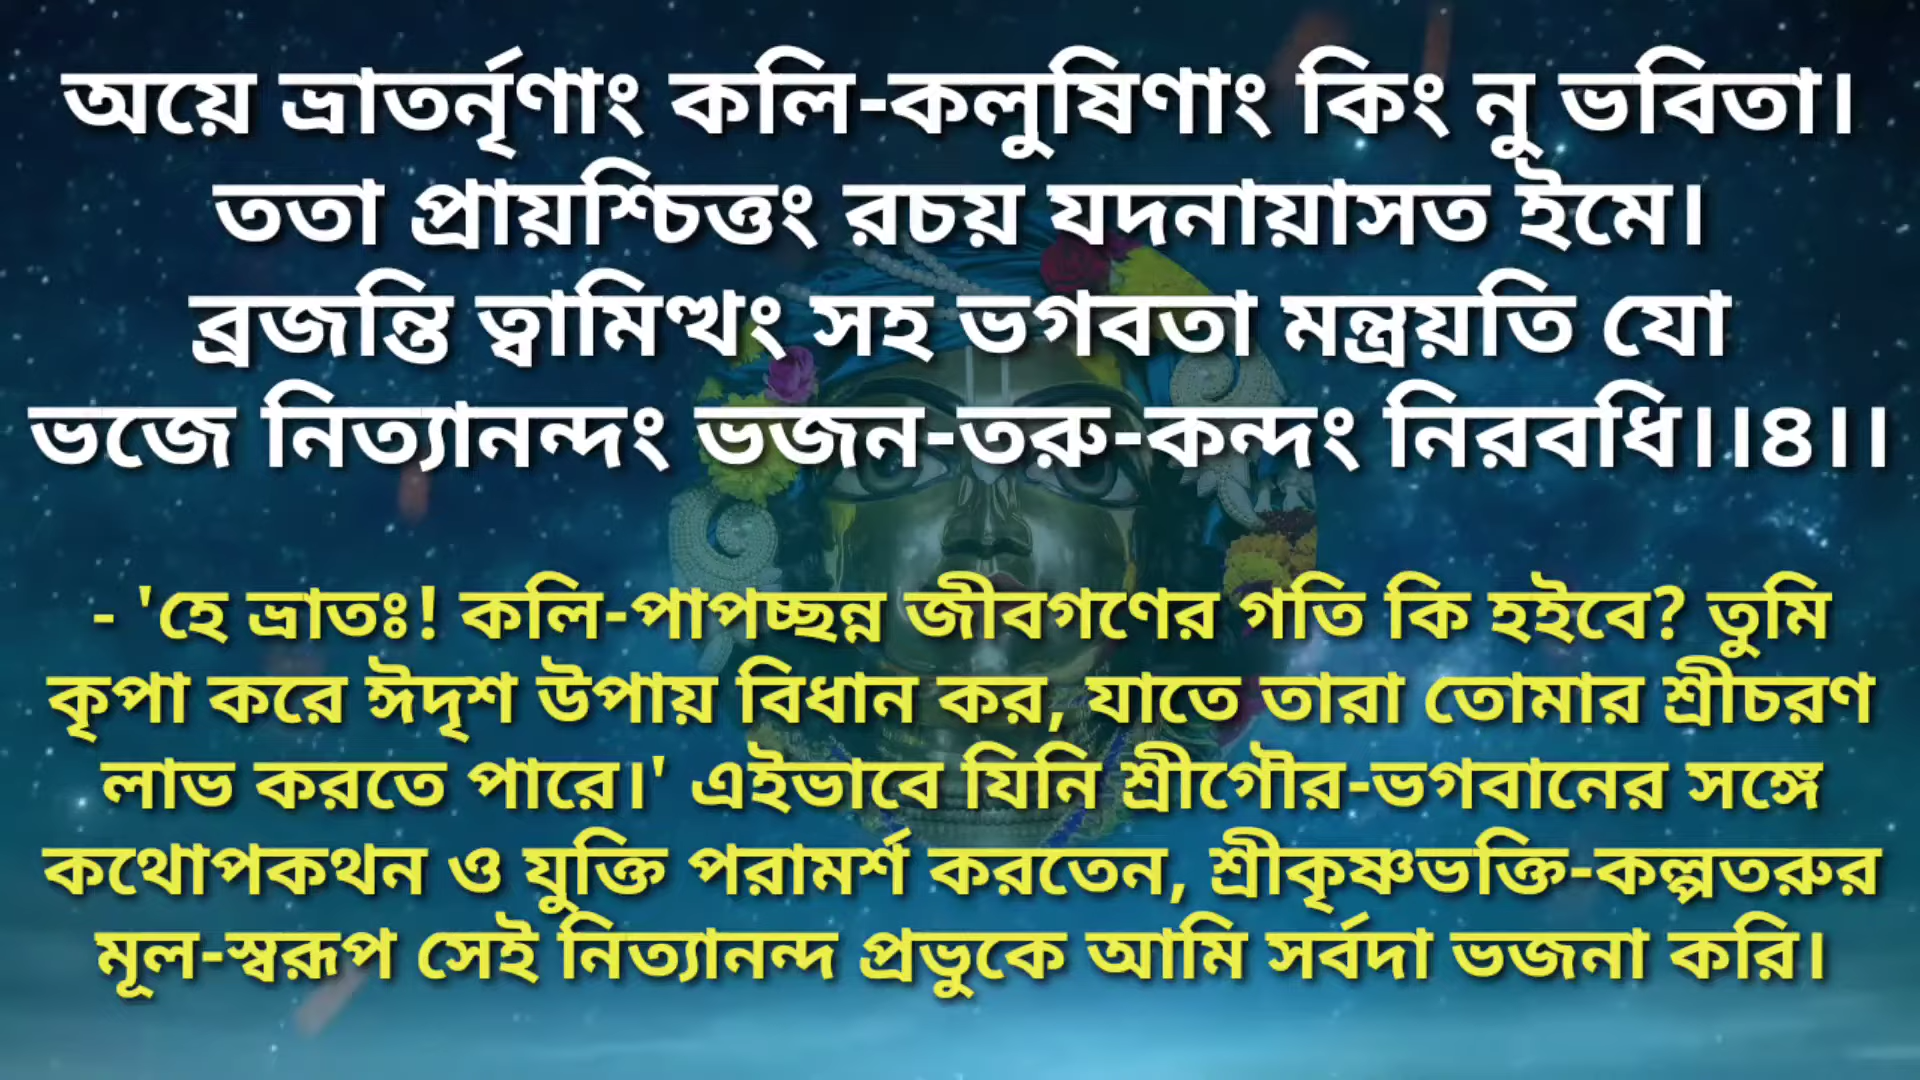 অয়ে ভ্রাতর্নৃণাং কলি-কলুষিণাং কিং নু ভবিতা।
ততা প্রায়শ্চিত্তং রচয় যদনায়াসত ইমে।
ব্রজন্তি ত্বামিত্থং সহ ভগবতা মন্ত্রয়তি যো
ভজে নিত্যানন্দং ভজন-তরু-কন্দং নিরবধি।।৪।।
- 'হে ভ্রাতঃ! কলি-পাপচ্ছন্ন জীবগণের গতি কি হইবে? তুমি
কৃপা করে ঈদৃশ উপায় বিধান কর, যাতে তারা তোমার শ্রীচরণ
লাভ করতে পারে।' এইভাবে যিনি শ্রীগৌর-ভগবানের সঙ্গে
কথোপকথন ও যুক্তি পরামর্শ করতেন, শ্রীকৃষ্ণভক্তি-কল্পতরুর
মূল-স্বরূপ সেই নিত্যানন্দ প্রভুকে আমি সর্বদা ভজনা করি।